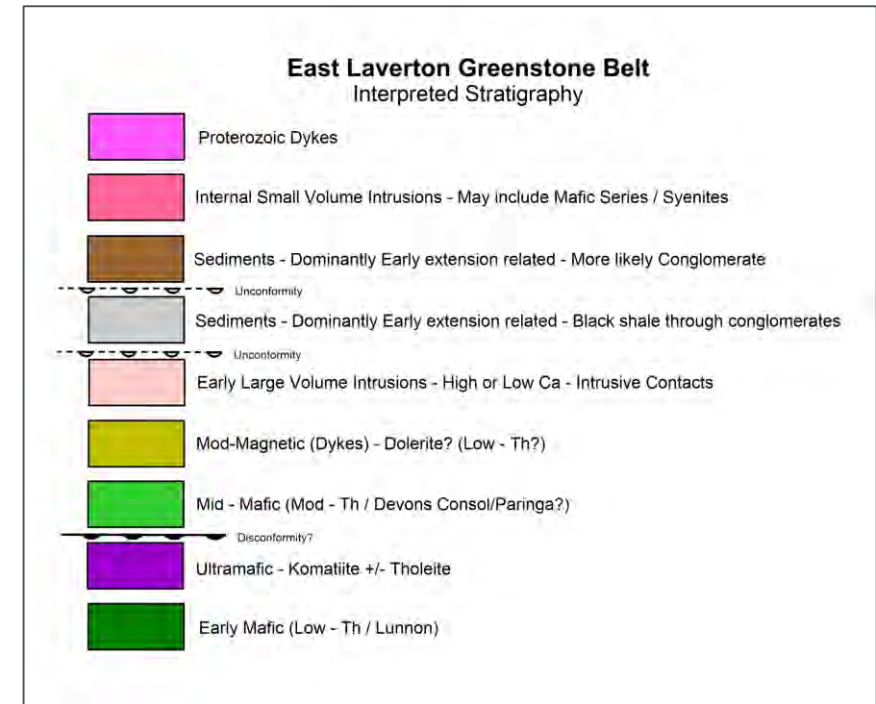 East Laverton Greenstone Belt
Interpreted Stratigraphy
Proterozoic Dykes
Internal Small Volume Intrusions - May include Mafic Series / Syenites
Sediments - Dominantly Early extension related - More likely Conglomerate
Unconformity
Sediments - Dominantly Early extension related - Black shale through conglomerates
Unconformity
Early Large Volume Intrusions - High or Low Ca - Intrusive Contacts
Mod-Magnetic (Dykes) - Dolerite? (Low - Th?)
Mid - Mafic (Mod - Th / Devons Consol/Paringa?)
Disconformity?
Ultramafic - Komatiite +/- Tholeite
Early Mafic (Low - Th / Lunnon)